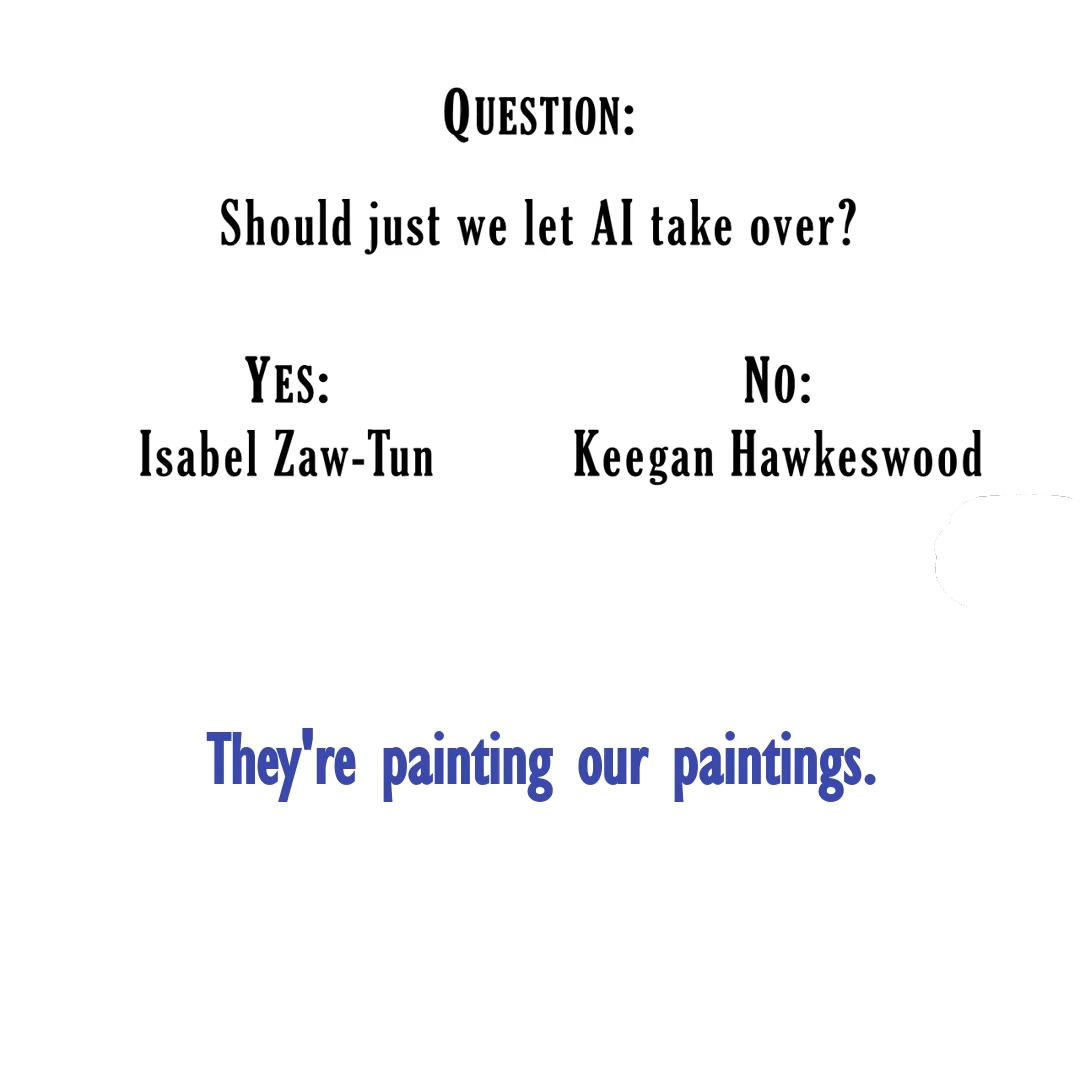 QUESTION:
Should just we let AI take over?
YES:
Isabel Zaw-Tun
NO:
Keegan Hawkeswood
They're painting our paintings.